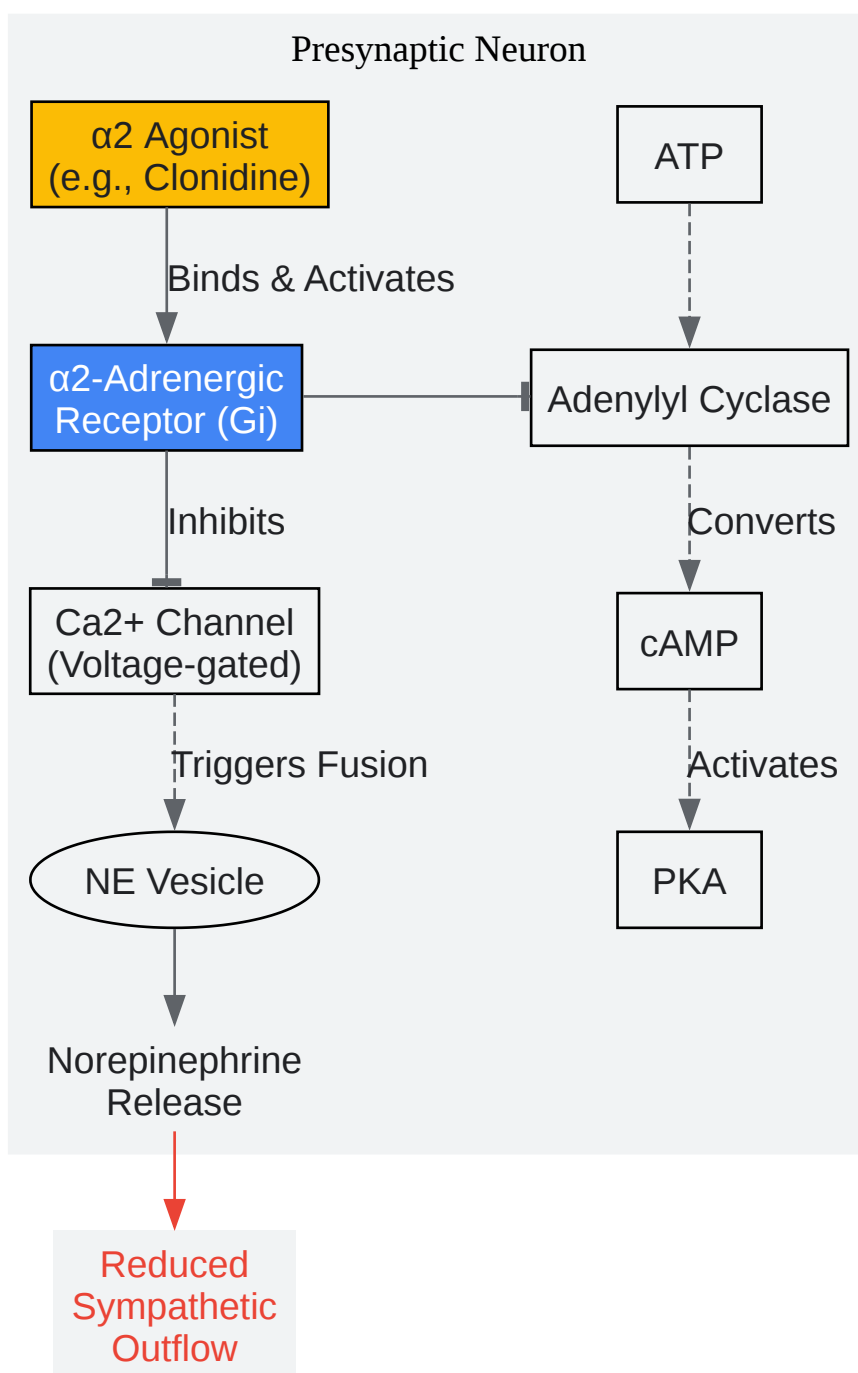 Presynaptic Neuron
α2 Agonist
(e.g., Clonidine)
ATP
Binds & Activates
α2-Adrenergic
Receptor (Gi)
Adenylyl Cyclase
Inhibits
Converts
Ca2+ Channel
(Voltage-gated)
cAMP
Triggers Fusion
Activates
NE Vesicle
PKA
Norepinephrine
Release
Reduced
Sympathetic
Outflow